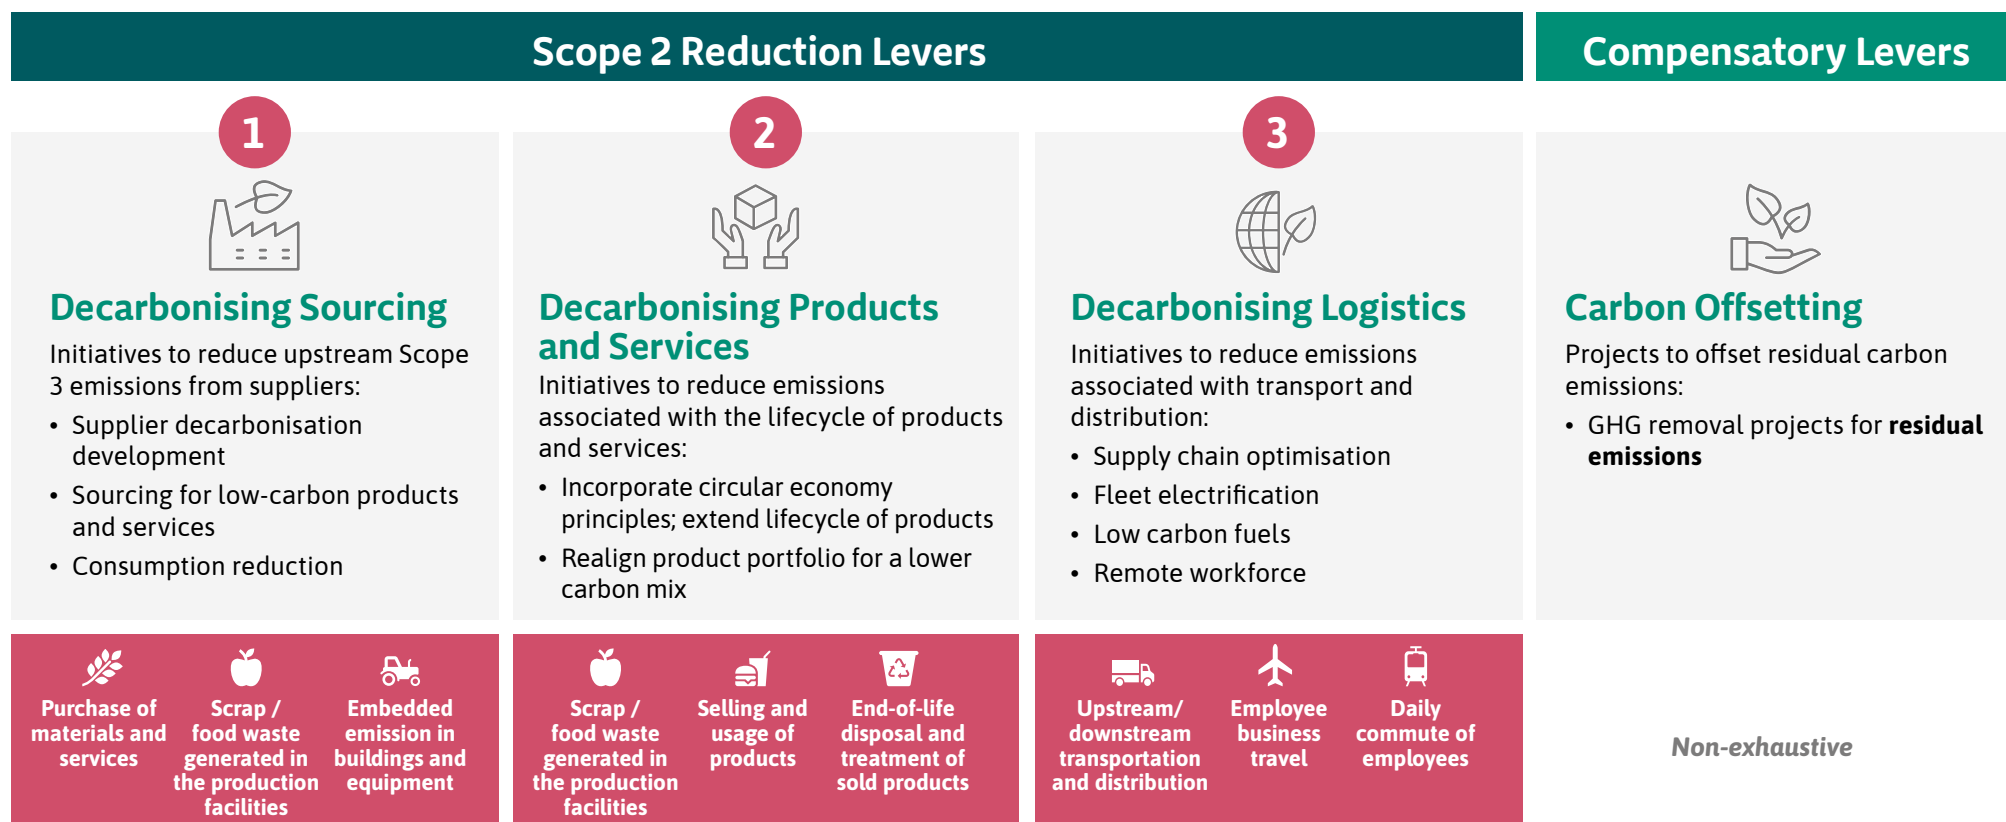 Scope 2 Reduction Levers
Compensatory Levers
1
Decarbonising Sourcing
Initiatives to reduce upstream Scope
3 emissions from suppliers:
• Supplier decarbonisation
development
• Sourcing for low-carbon products
and services
• Consumption reduction
Purchase of
materials and
services
Scrap /
food waste
generated in
the production
facilities
Embedded
emission in
buildings and
equipment
2
Decarbonising Products
and Services
Initiatives to reduce emissions
associated with the lifecycle of products
and services:
• Incorporate circular economy
principles; extend lifecycle of products
• Realign product portfolio for a lower
carbon mix
Scrap /
food waste
generated in
the production
facilities
Selling and
usage of
products
End-of-life
disposal and
treatment of
sold products
3
Decarbonising Logistics
Initiatives to reduce emissions
associated with transport and
distribution:
• Supply chain optimisation
• Fleet electrification
• Low carbon fuels
• Remote workforce
Upstream/
downstream
transportation
and distribution
Employee
business
travel
Daily
commute of
employees
Carbon Offsetting
Projects to offset residual carbon
emissions:
• GHG removal projects for residual
emissions
Non-exhaustive